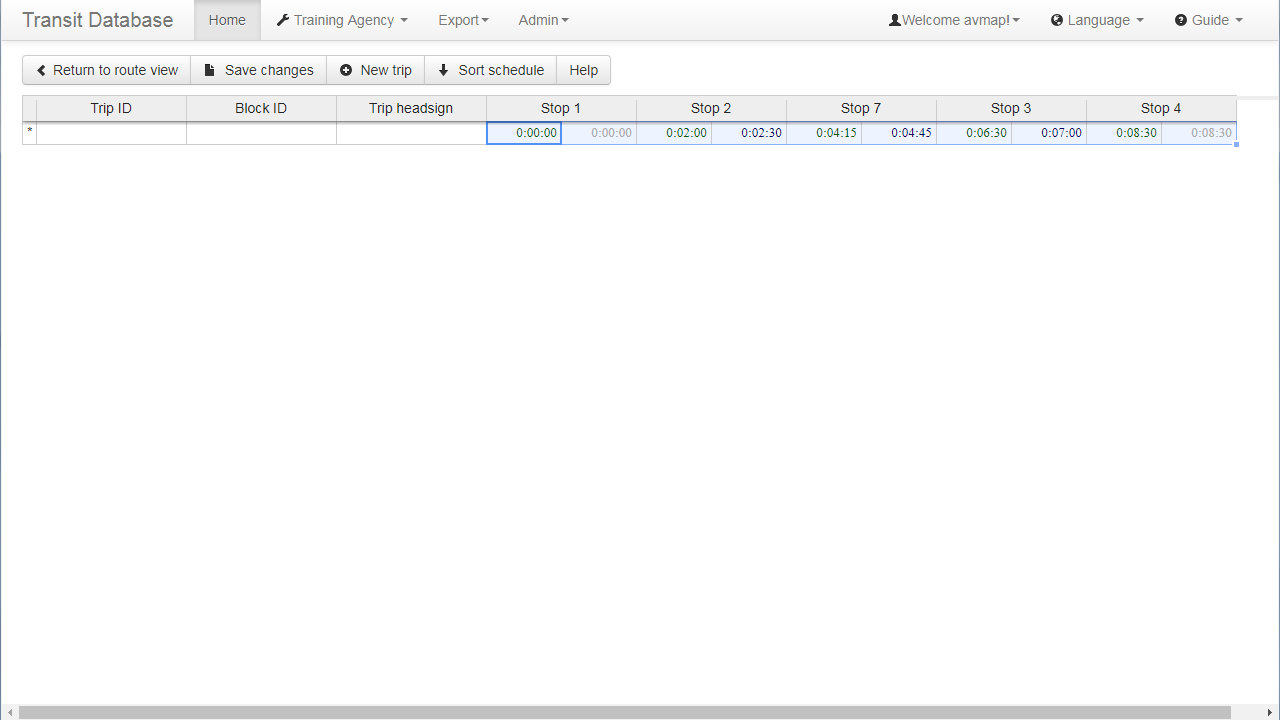 Transit Database Home Training Agency Export Admin Welcome avmap! Language Guide
Return to route view Save changes New trip Sort schedule Help
Trip ID Block ID Trip headsign Stop 1 Stop 2 Stop 7 Stop 3 Stop 4
* 0:00:00 0:00:00 0:02:00 0:02:30 0:04:15 0:04:45 0:06:30 0:07:00 0:08:30 0:08:30